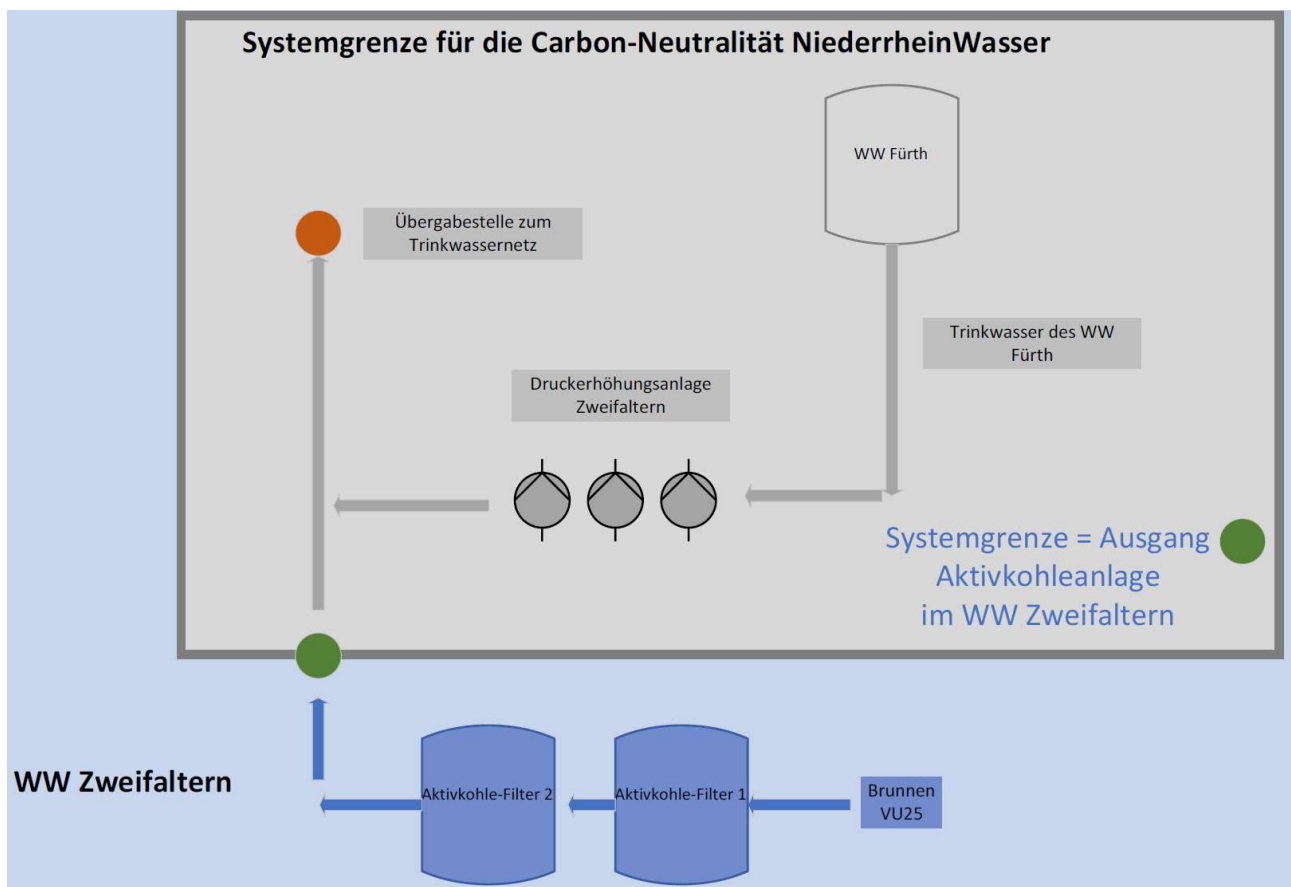 Systemgrenze für die Carbon-Neutralität NiederrheinWasser
WW Fürth
Übergabestelle zum
Trinkwassernetz
Trinkwasser des WW
Fürth
Druckerhöhungsanlage
Zweifaltern
Systemgrenze = Ausgang
Aktivkohleanlage
im WW Zweifaltern
WW Zweifaltern
Aktivkohle-Filter 2
Aktivkohle-Filter 1
Brunnen
VU25